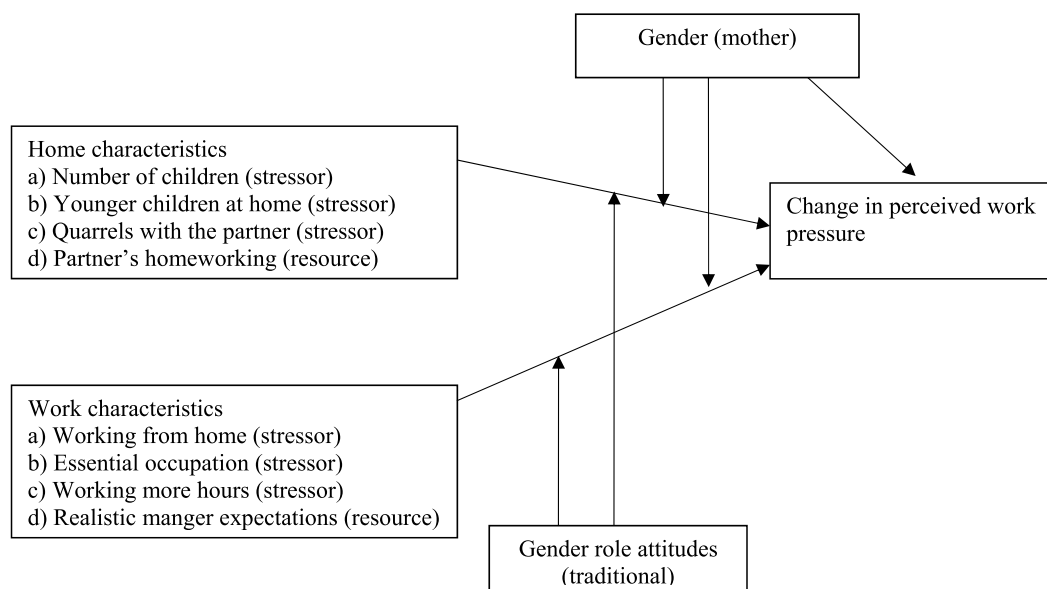 Gender (mother)
Home characteristics
a) Number of children (stressor)
b) Younger children at home (stressor)
c) Quarrels with the partner (stressor)
d) Partner’s homeworking (resource)
Change in perceived work
pressure
Work characteristics
a) Working from home (stressor)
b) Essential occupation (stressor)
c) Working more hours (stressor)
d) Realistic manger expectations (resource)
Gender role attitudes
(traditional)